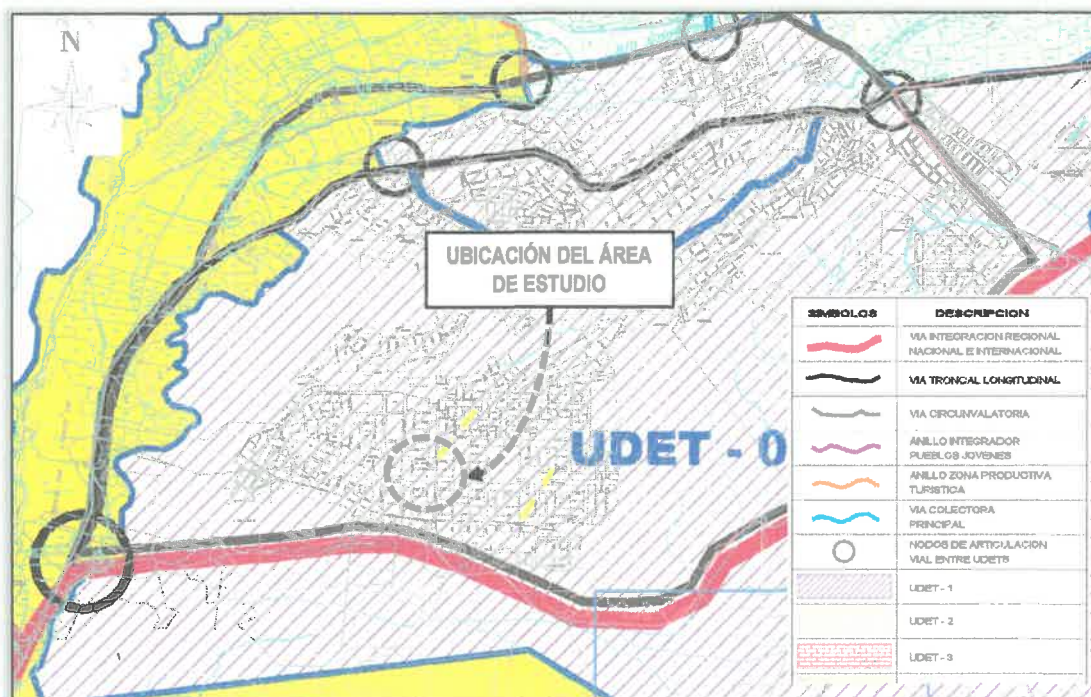 N
UBICACIÓN DEL ÁREA
DE ESTUDIO
UDET - 0
SIMBOLOS
DESCRIPCION
VIA INTEGRACION REGIONAL
NACIONAL E INTERNACIONAL
VIA TRONCAL LONGITUDINAL
VIA CIRCUNVALATORIA
ANILLO INTEGRADOR
PUEBLOS JOVENES
ANILLO ZONA PRODUCTIVA
TURISTICA
VIA COLECTORA
PRINCIPAL
NODOS DE ARTICULACION
VIAL ENTRE UDETS
UDET - 1
UDET - 2
UDET - 3